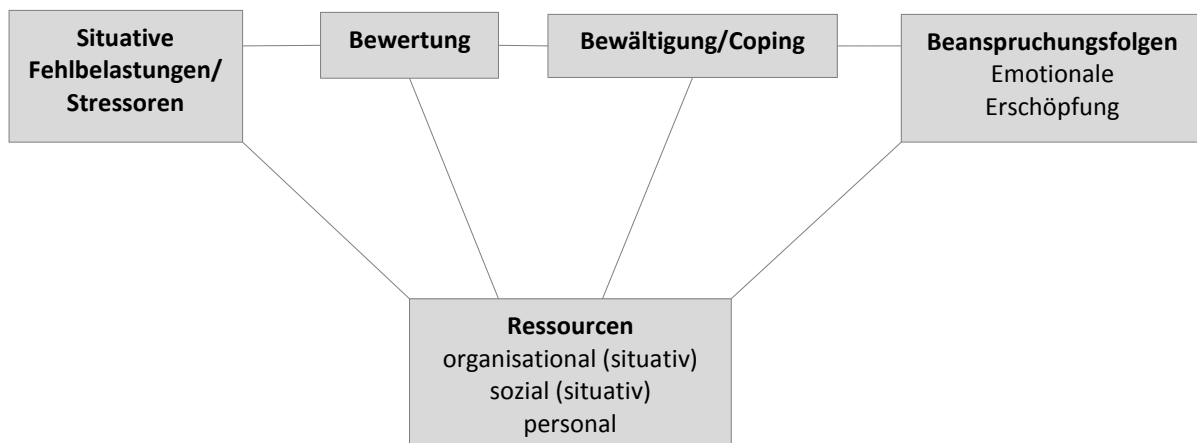 Situative
Fehlbelastungen/
Stressoren
Bewertung
Bewältigung/Coping
Beanspruchungsfolgen
Emotionale
Erschöpfung
Ressourcen
organisational (situativ)
sozial (situativ)
personal